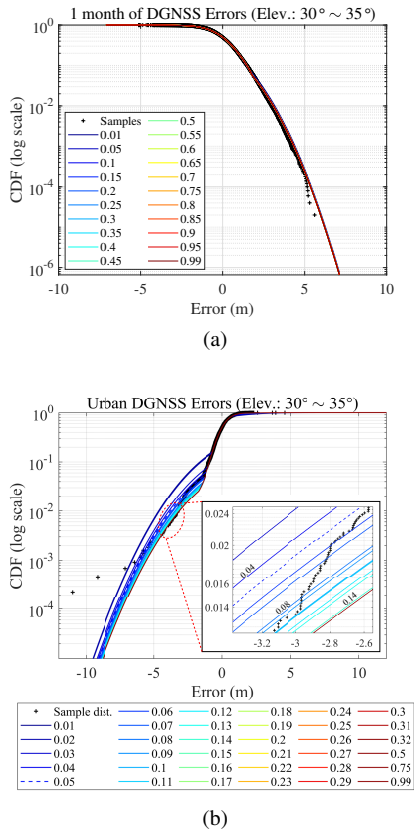 1 month of DGNSS Errors (Elev.: 30° ∼ 35°)
10^0
10^-2
10^-4
10^-6
CDF (log scale)
Samples 0.5
0.01 0.55
0.05 0.6
0.1 0.65
0.15 0.7
0.2 0.75
0.25 0.8
0.3 0.85
0.35 0.9
0.4 0.95
0.45 0.99
-10 -5 0 5 10
Error (m)
(a)
Urban DGNSS Errors (Elev.: 30° ∼ 35°)
10^0
10^-1
10^-2
10^-3
10^-4
CDF (log scale)
0.024
0.02
0.016
0.014
0.04
0.08
0.14
-3.2 -3 -2.8 -2.6
-10 -5 0 5 10
Error (m)
Sample dist. 0.06 0.12 0.18 0.24 0.3
0.01 0.07 0.13 0.19 0.25 0.31
0.02 0.08 0.14 0.2 0.26 0.32
0.03 0.09 0.15 0.21 0.27 0.5
0.04 0.1 0.16 0.22 0.28 0.75
0.05 0.11 0.17 0.23 0.29 0.99
(b)